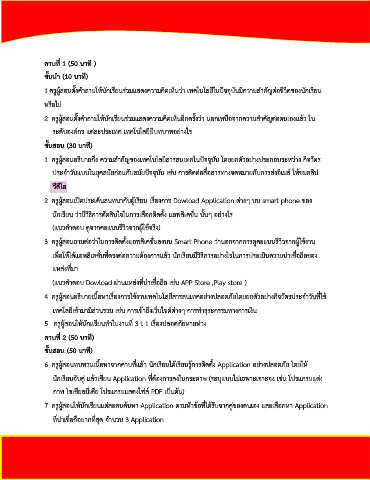 คาบที่ 1 (50 นาที )
ขั้นนำ (10 นาที)
1 ครูผู้สอนตั้งคำถามให้นักเรียนร่วมแสดงความคิดเห็นว่า เทคโนโลยีในปัจจุบันมีความสำคัญต่อชีวิตของนักเรียน
หรือไม่
2 ครูผู้สอนตั้งคำถามให้นักเรียนร่วมแสดงความคิดเห็นอีกครั้งว่า นอกเหนือจากความสำคัญต่อตนเองแล้ว ใน
ระดับองค์กร แต่ละประเทศ เทคโนโลยีมีบทบาทอย่างไร
ขั้นสอน (30 นาที)
1 ครูผู้สอนอธิบายถึง ความสำคัญของเทคโนโลยีสารสนเทศในปัจจุบัน โดยยกตัวอย่างประกอบระหว่าง กิจวัตร
ประจำวันแบบในยุคสมัยก่อนกับสมัยปัจจุบัน เช่น การติดต่อสื่อสารทางจดหมายกับการส่งอีเมล์ ให้ชมคลิป
วีดีโอ
2 ครูผู้สอนเปิดประเด็นสนทนากับผู้เรียน เรื่องการ Dowload Application ต่างๆ บน smart phone ของ
นักเรียน ว่ามีวิธีการตัดสินใจในการเลือกติดตั้ง แอพลิเคชั่น นั้นๆ อย่างไร
(แนวคำตอบ ดูจากคะแนนรีวิวจากผู้ใช้จริง)
3 ครูผู้สอนถามต่อว่าในการติดตั้งแอพลิเคชั่นลงบน Smart Phone ว่านอกจากการดูคะแนนรีวิวจากผู้ใช้งาน
เพื่อให้ได้แอพลิเคชั่นที่ตรงต่อความต้องการแล้ว นักเรียนมีวิธีการอย่างไรในการประเมินความน่าเชื่อถือของ
แหล่งที่มา
(แนวคำตอบ Dowload ผ่านแหล่งที่น่าเชื่อถือ เช่น APP Store ,Play store )
4 ครูผู้สอนอธิบายเนื้อหาเรื่องการใช้งานเทคโนโลยีสารสนเทศอย่างปลอดภัยโดยยกตัวอย่างกิจวัตรประจำวันที่ใช้
เทคโนโลยีเข้ามามีส่วนรวม เช่น การเข้าถึงเว็บไซต์ต่างๆ การทำธุรกรรมทางการเงิน
5 ครูผู้สอนให้นักเรียนทำใบงานที่ 3 1 1 เรื่องปลอดภัยหายห่วง
คาบที่ 2 (50 นาที)
ขั้นสอน (50 นาที)
6 ครูผู้สอนทบทวนเนื้อหาจากคาบที่แล้ว นักเรียนได้เรียนรู้การติดตั้ง Application อย่างปลอดภัย โดยให้
นักเรียนจับคู่ แล้วเขียน Application ที่ต้องการลงในกระดาษ (ระบุแบบไม่เฉพาะเจาะจง เช่น โปรแกรมแต่ง
ภาพ โซเชียลมีเดีย โปรแกรมแสดงไฟล์ PDF เป็นต้น)
7 ครูผู้สอนให้นักเรียนแต่ละคนค้นหา Application ตามหัวข้อที่ได้รับจากคู่ของตนเอง และเลือกหา Application
ที่น่าเชื่อถือมากที่สุด จำนวน 3 Application